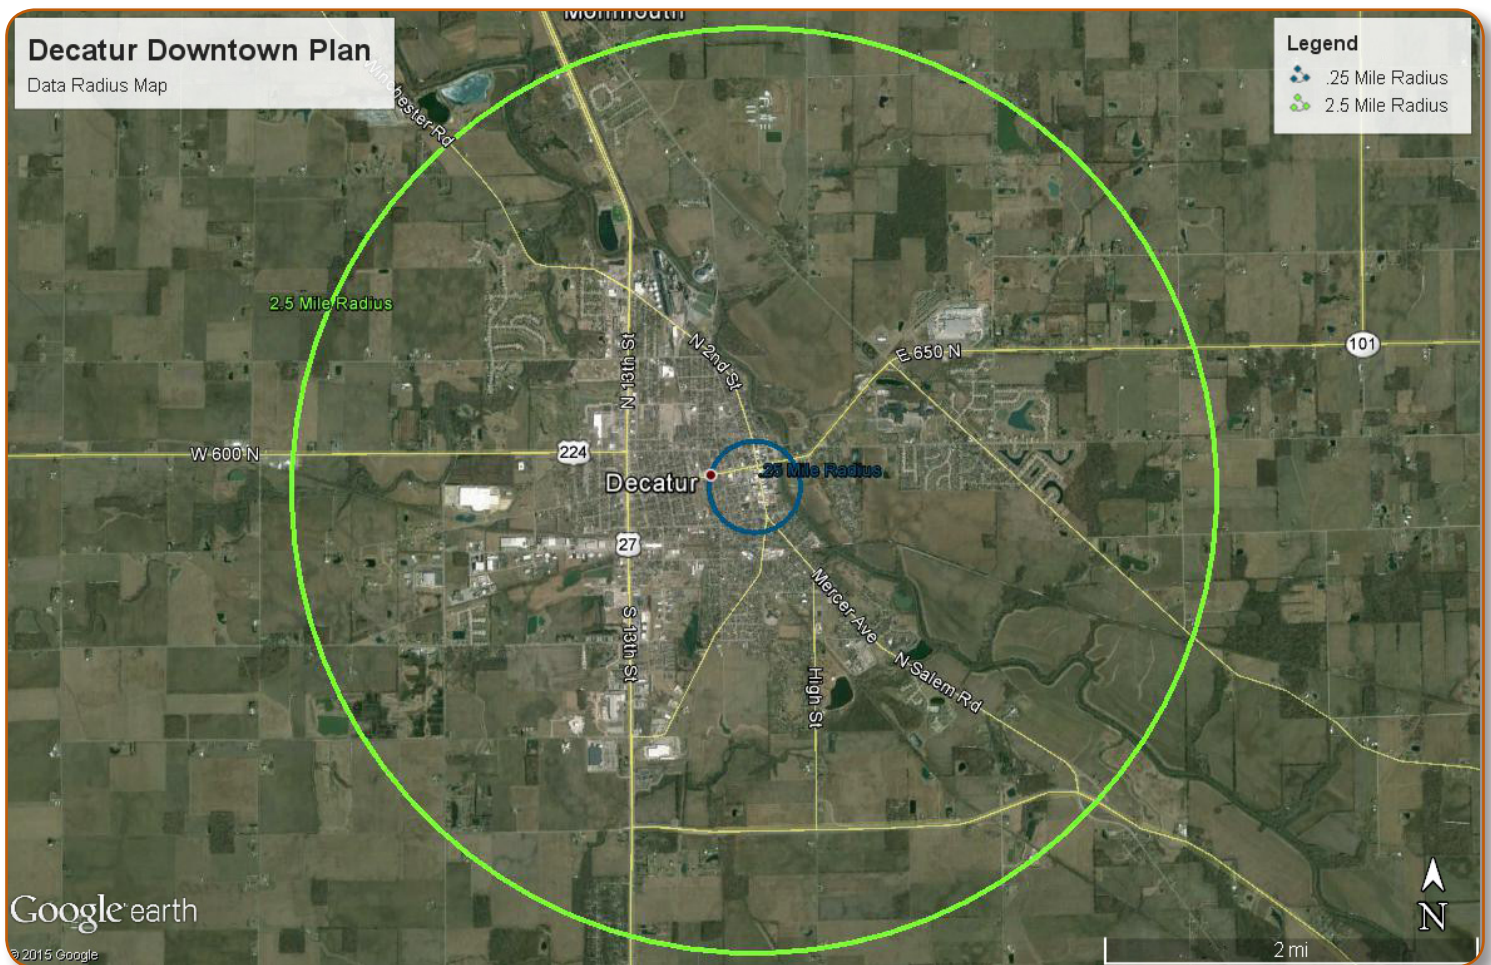 Decatur Downtown Plan
Data Radius Map
Monmouth
Legend
.25 Mile Radius
2.5 Mile Radius
Winchester Rd
2.5 Mile Radius
N 13th St
N 2nd St
E 650 N
101
W 600 N
224
Decatur
.25 Mile Radius
27
Mercer Ave
S 13th St
N Salem Rd
High St
Google earth
© 2015 Google
N
2 mi